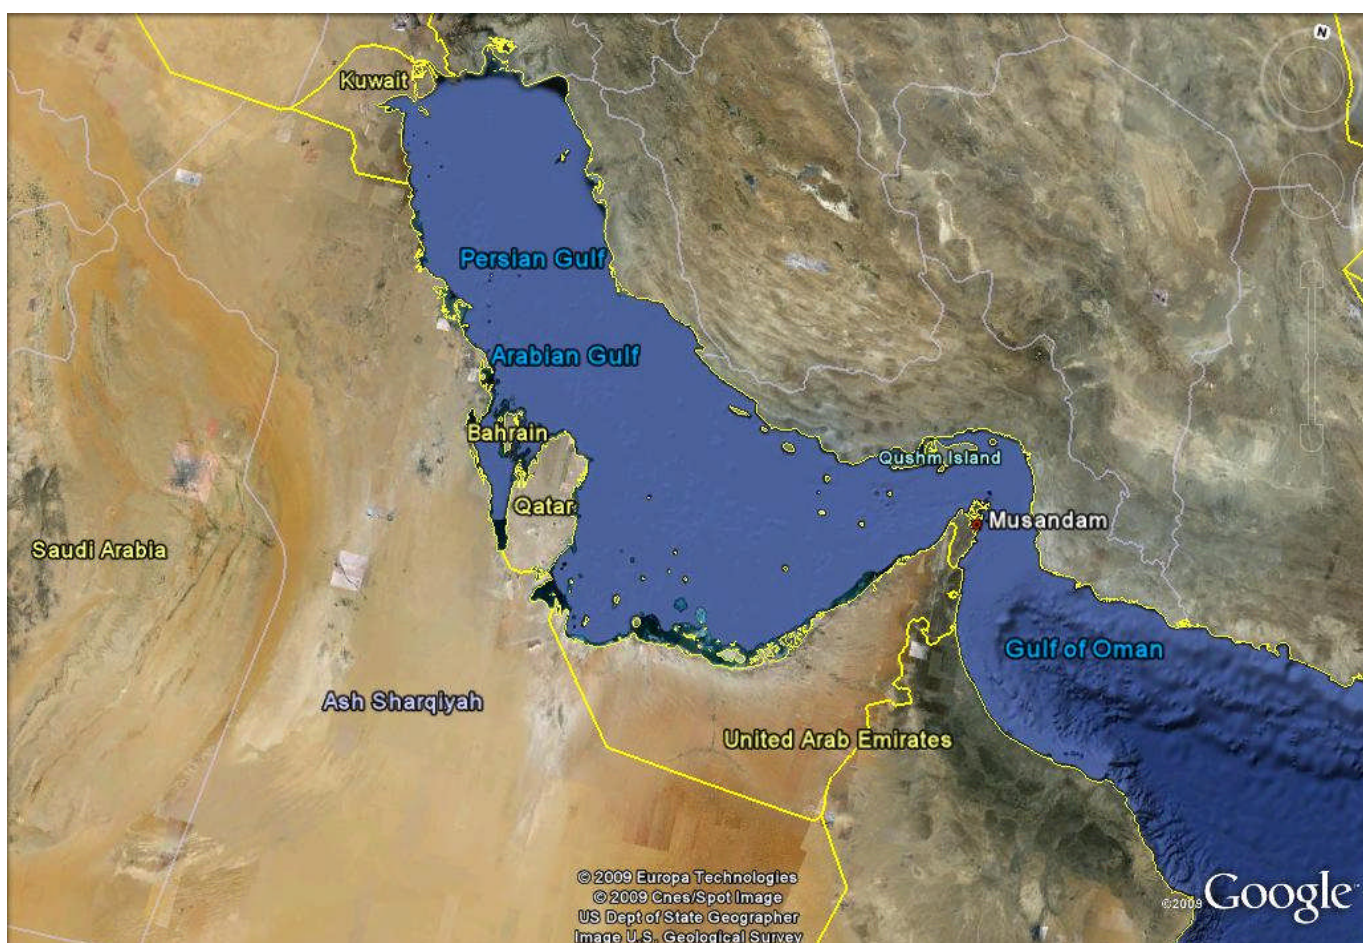 N
Kuwait
Persian Gulf
Arabian Gulf
Bahrain
Qushm Island
Qatar
Musandam
Saudi Arabia
Gulf of Oman
Ash Sharqiyah
United Arab Emirates
© 2009 Europa Technologies
© 2009 Cnes/Spot Image
US Dept of State Geographer
Image U.S. Geological Survey
©2009 Google